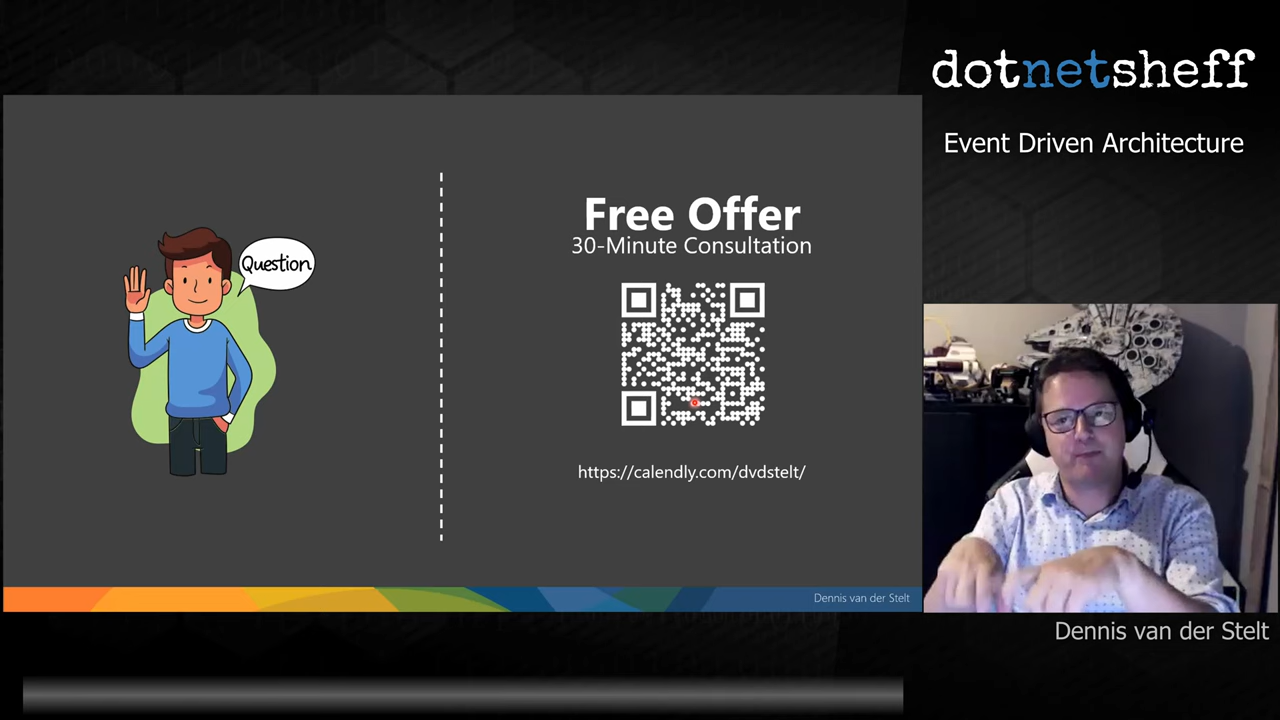 dotnetsheff
Event Driven Architecture
Question
Free Offer
30-Minute Consultation
https://calendly.com/dvdstelt/
Dennis van der Stelt
Dennis van der Stelt